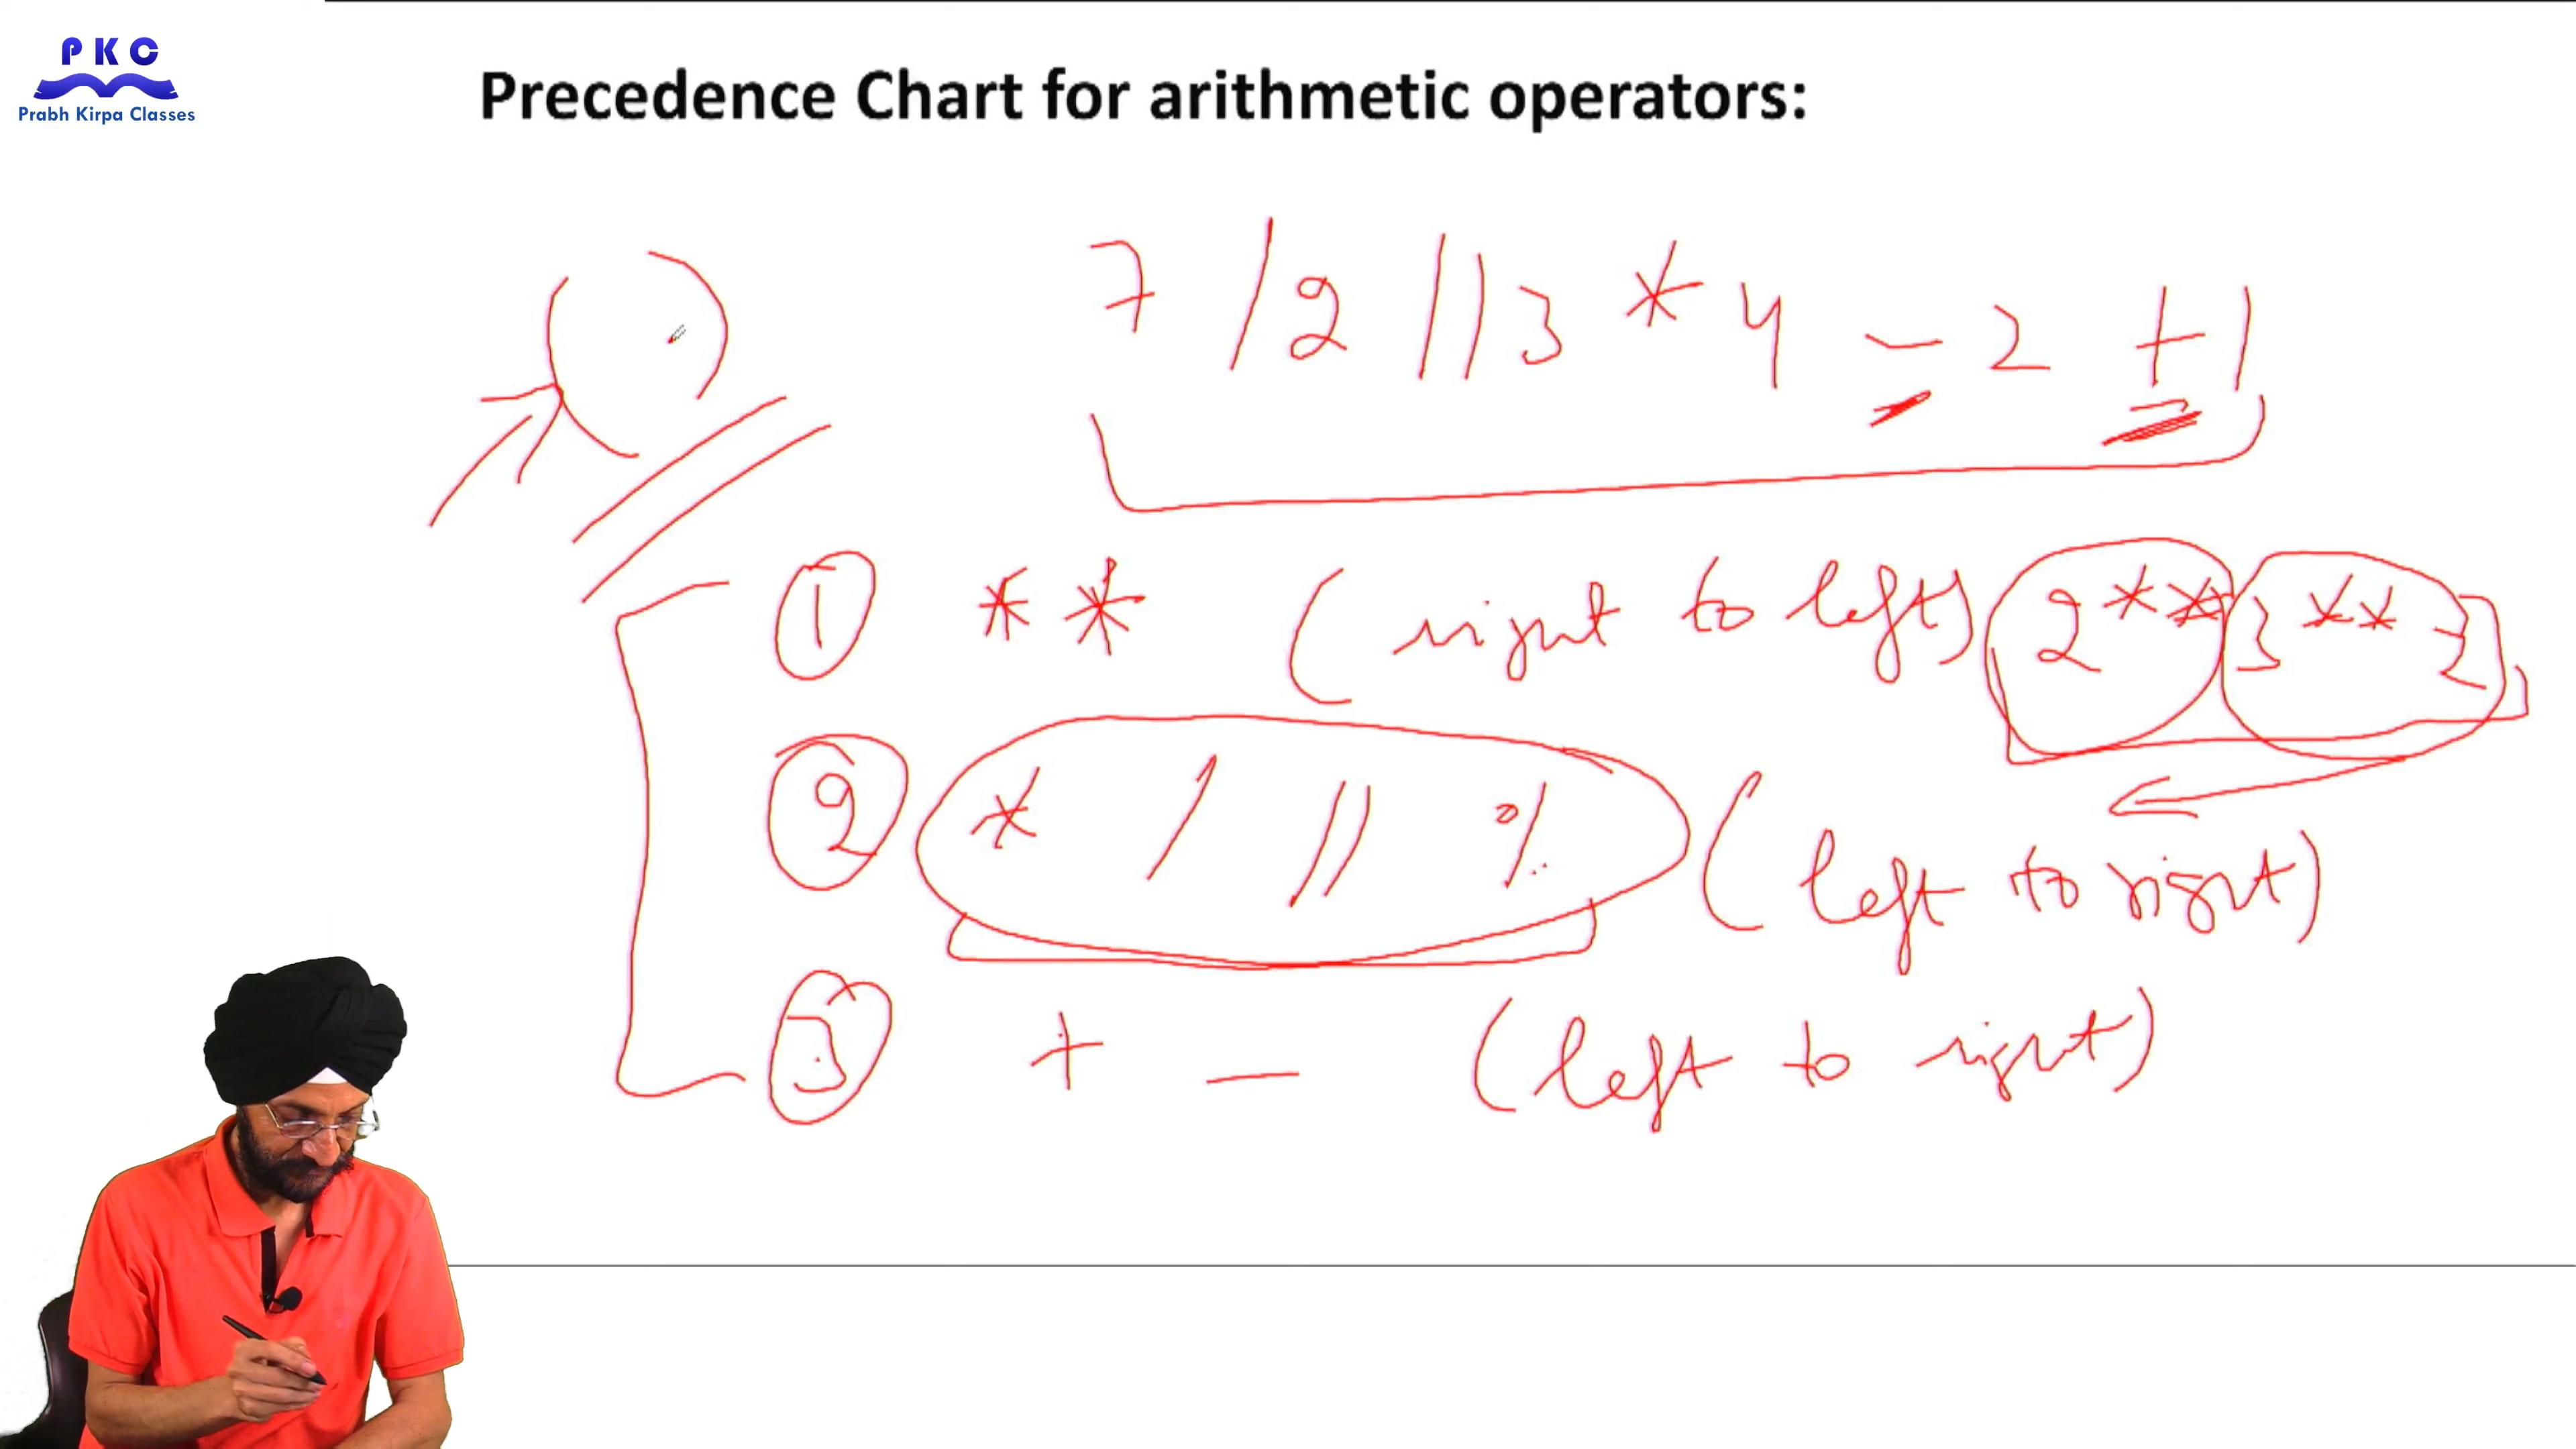 P K C
Prabh Kirpa Classes
Precedence Chart for arithmetic operators:
( )
7 / 2 // 3 * 4 - 2 + 1
① ** (right to left) 2**3**2
② * / // % (left to right)
③ + - (left to right)